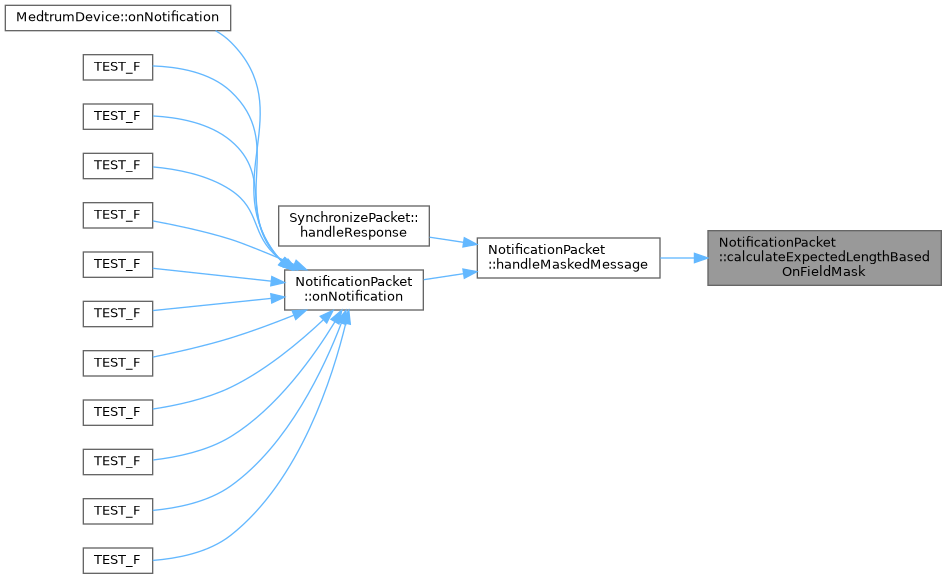 MedtrumDevice::onNotification
TEST_F
TEST_F
TEST_F
TEST_F
TEST_F
TEST_F
TEST_F
TEST_F
TEST_F
TEST_F
TEST_F
SynchronizePacket::
handleResponse
NotificationPacket
::onNotification
NotificationPacket
::handleMaskedMessage
NotificationPacket
::calculateExpectedLengthBased
OnFieldMask